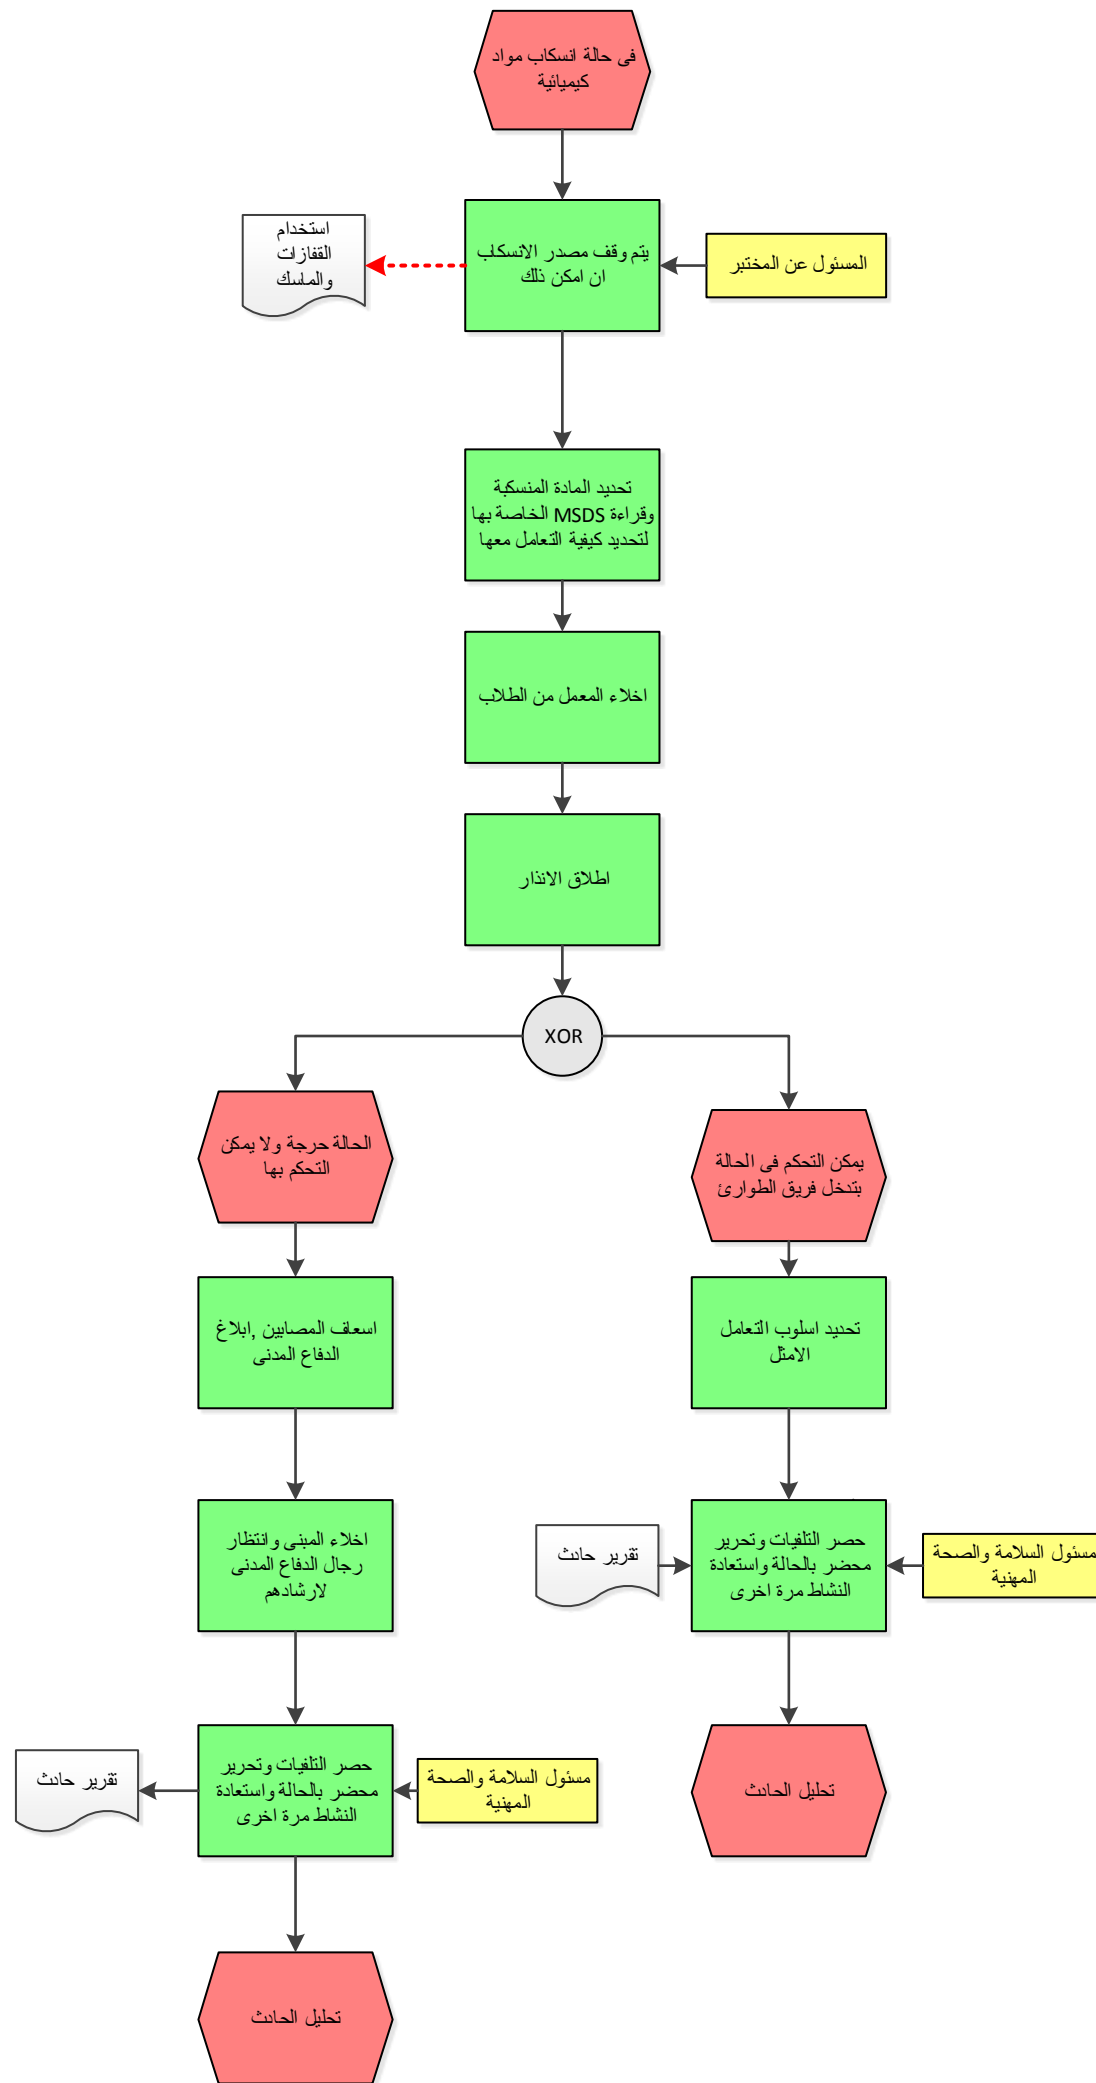 فى حالة انسكاب مواد
كيميائية
يتم وقف مصدر الانسكاب
ان امكن ذلك
المسئول عن المختبر
استخدام
القفازات
والماسك
تحديد المادة المنسكبة
وقراءة MSDS الخاصة بها
لتحديد كيفية التعامل معها
اخلاء المعمل من الطلاب
اطلاق الانذار
XOR
يمكن التحكم فى الحالة
بتدخل فريق الطوارئ
الحالة حرجة ولا يمكن
التحكم بها
تحديد اسلوب التعامل
الامثل
اسعاف المصابين ,ابلاغ
الدفاع المدنى
مسئول السلامة والصحة
المهنية
حصر التلفيات وتحرير
محضر بالحالة واستعادة
النشاط مرة اخرى
تقرير حادث
اخلاء المبنى وانتظار
رجال الدفاع المدنى
لارشادهم
تحليل الحادث
مسئول السلامة والصحة
المهنية
حصر التلفيات وتحرير
محضر بالحالة واستعادة
النشاط مرة اخرى
تقرير حادث
تحليل الحادث